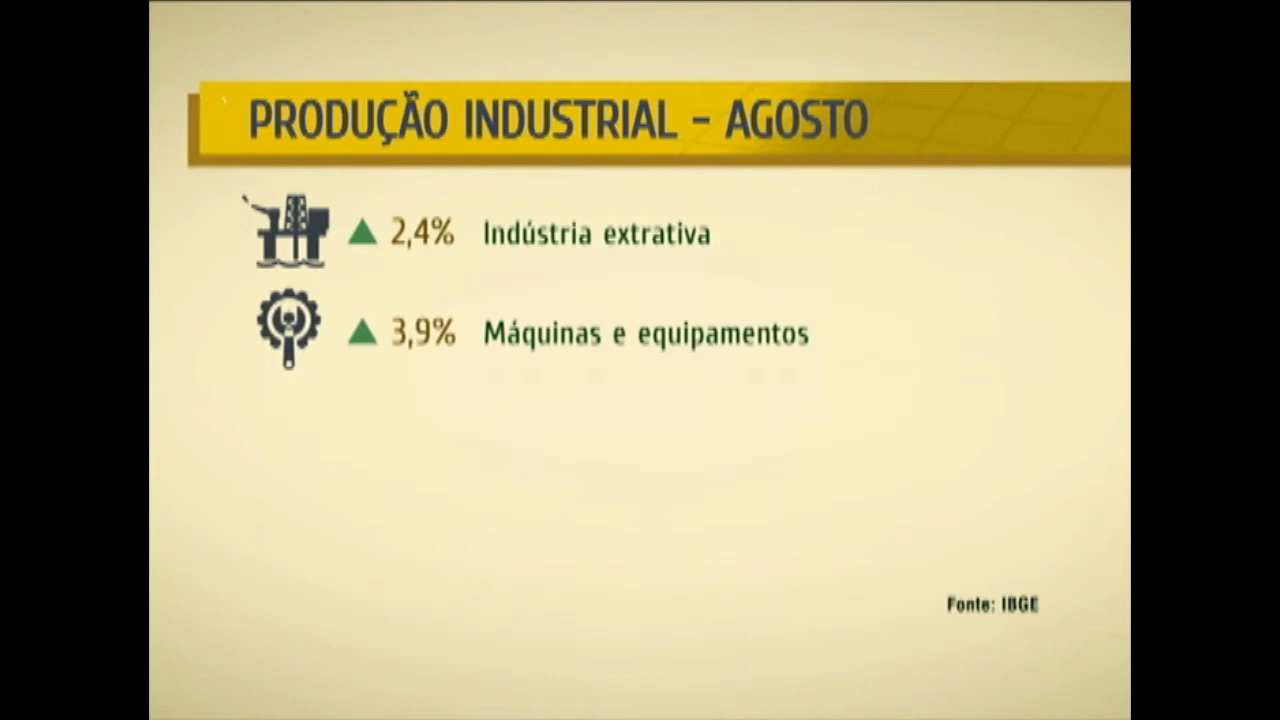 PRODUÇÃO INDUSTRIAL - AGOSTO
2,4% Indústria extrativa
3,9% Máquinas e equipamentos
Fonte: IBGE